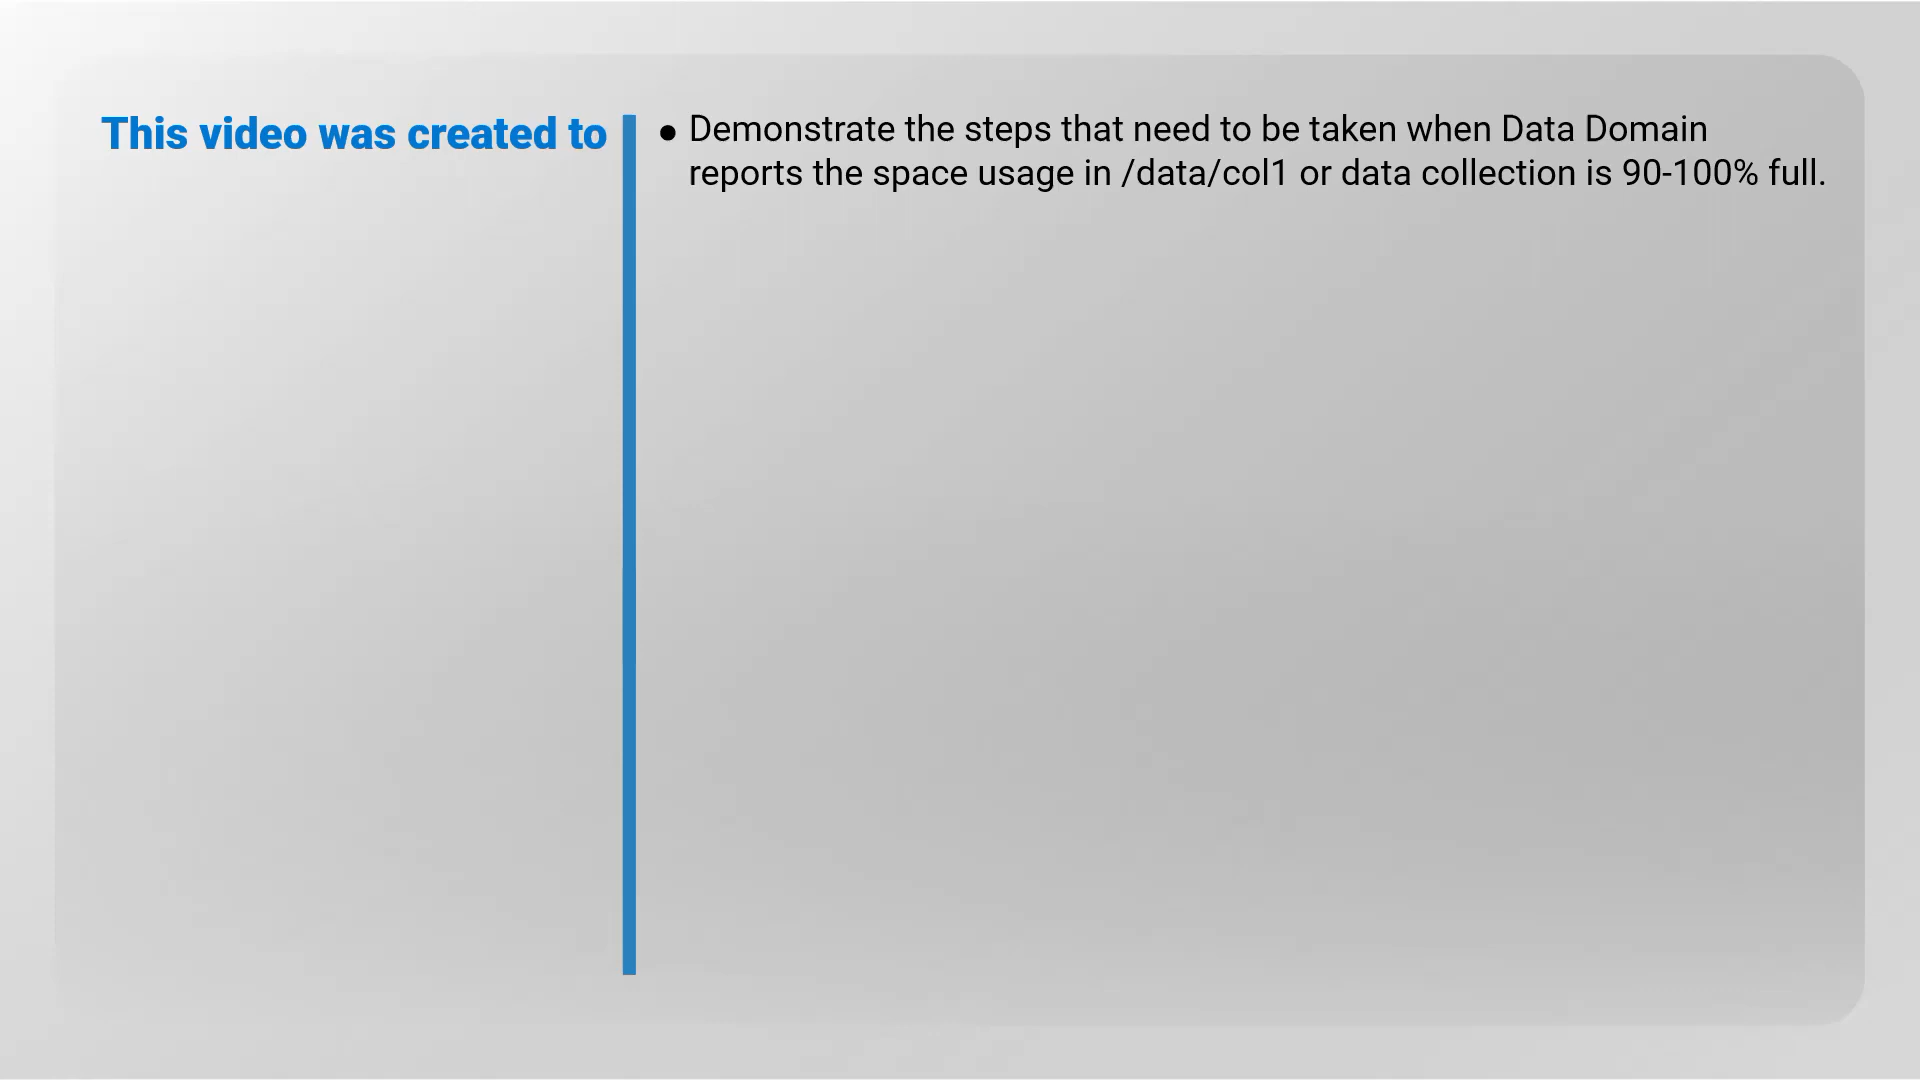 This video was created to
● Demonstrate the steps that need to be taken when Data Domain
reports the space usage in /data/col1 or data collection is 90-100% full.